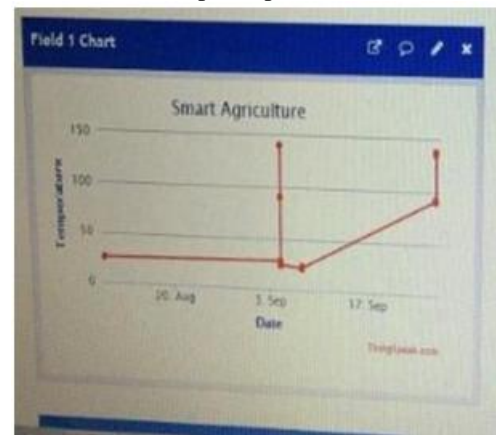 Field 1 Chart
Smart Agriculture
150
100
50
0
Temperature
20. Aug
3. Sep
17. Sep
Date
ThingSpeak.com